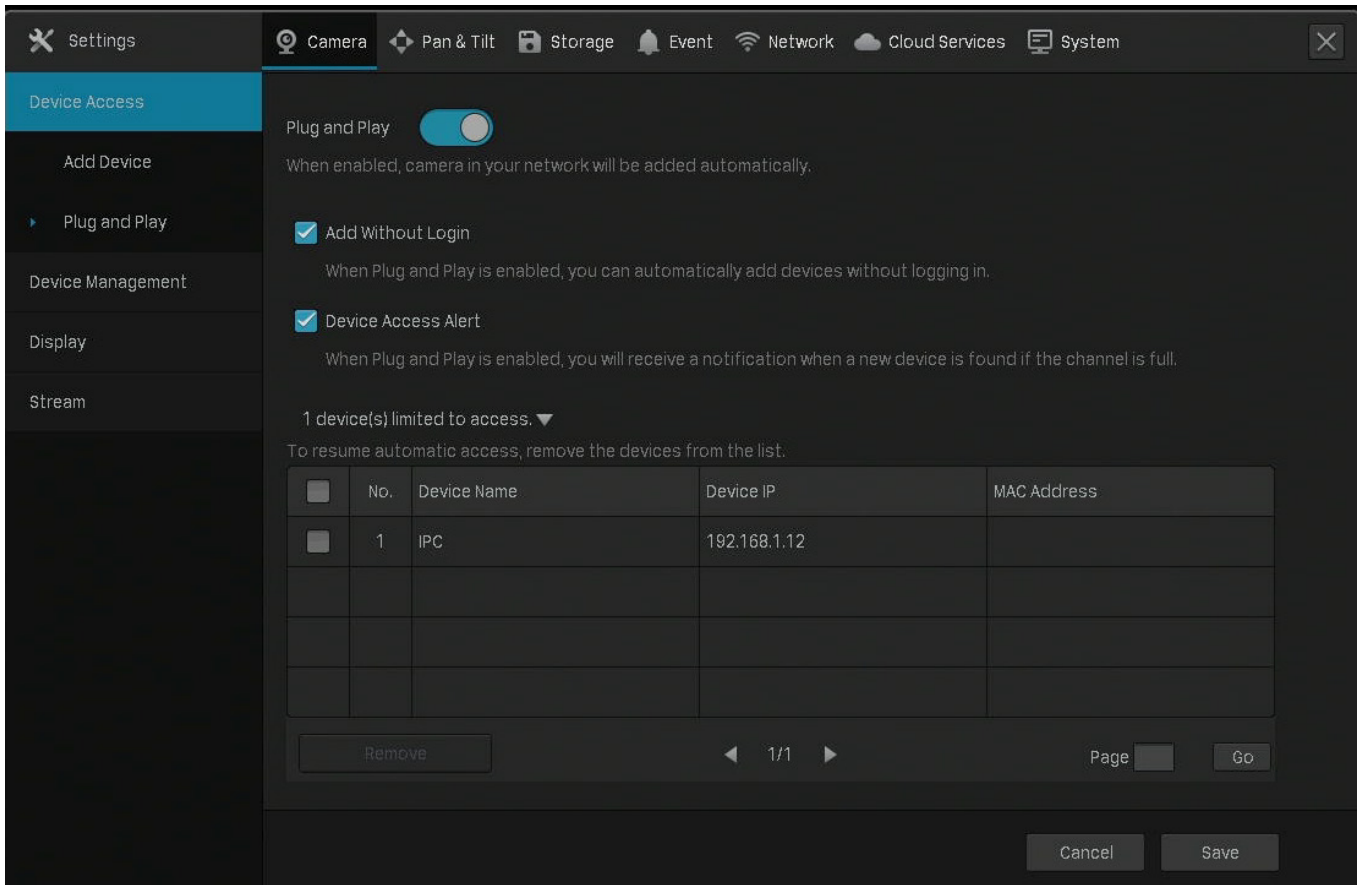 Settings Camera Pan & Tilt Storage Event Network Cloud Services System
Device Access
Add Device
Plug and Play
Device Management
Display
Stream
Plug and Play
When enabled, camera in your network will be added automatically.
Add Without Login
When Plug and Play is enabled, you can automatically add devices without logging in.
Device Access Alert
When Plug and Play is enabled, you will receive a notification when a new device is found if the channel is full.
1 device(s) limited to access.
To resume automatic access, remove the devices from the list.
No. Device Name Device IP MAC Address
1 IPC 192.168.1.12
Remove 1/1 Page Go
Cancel Save